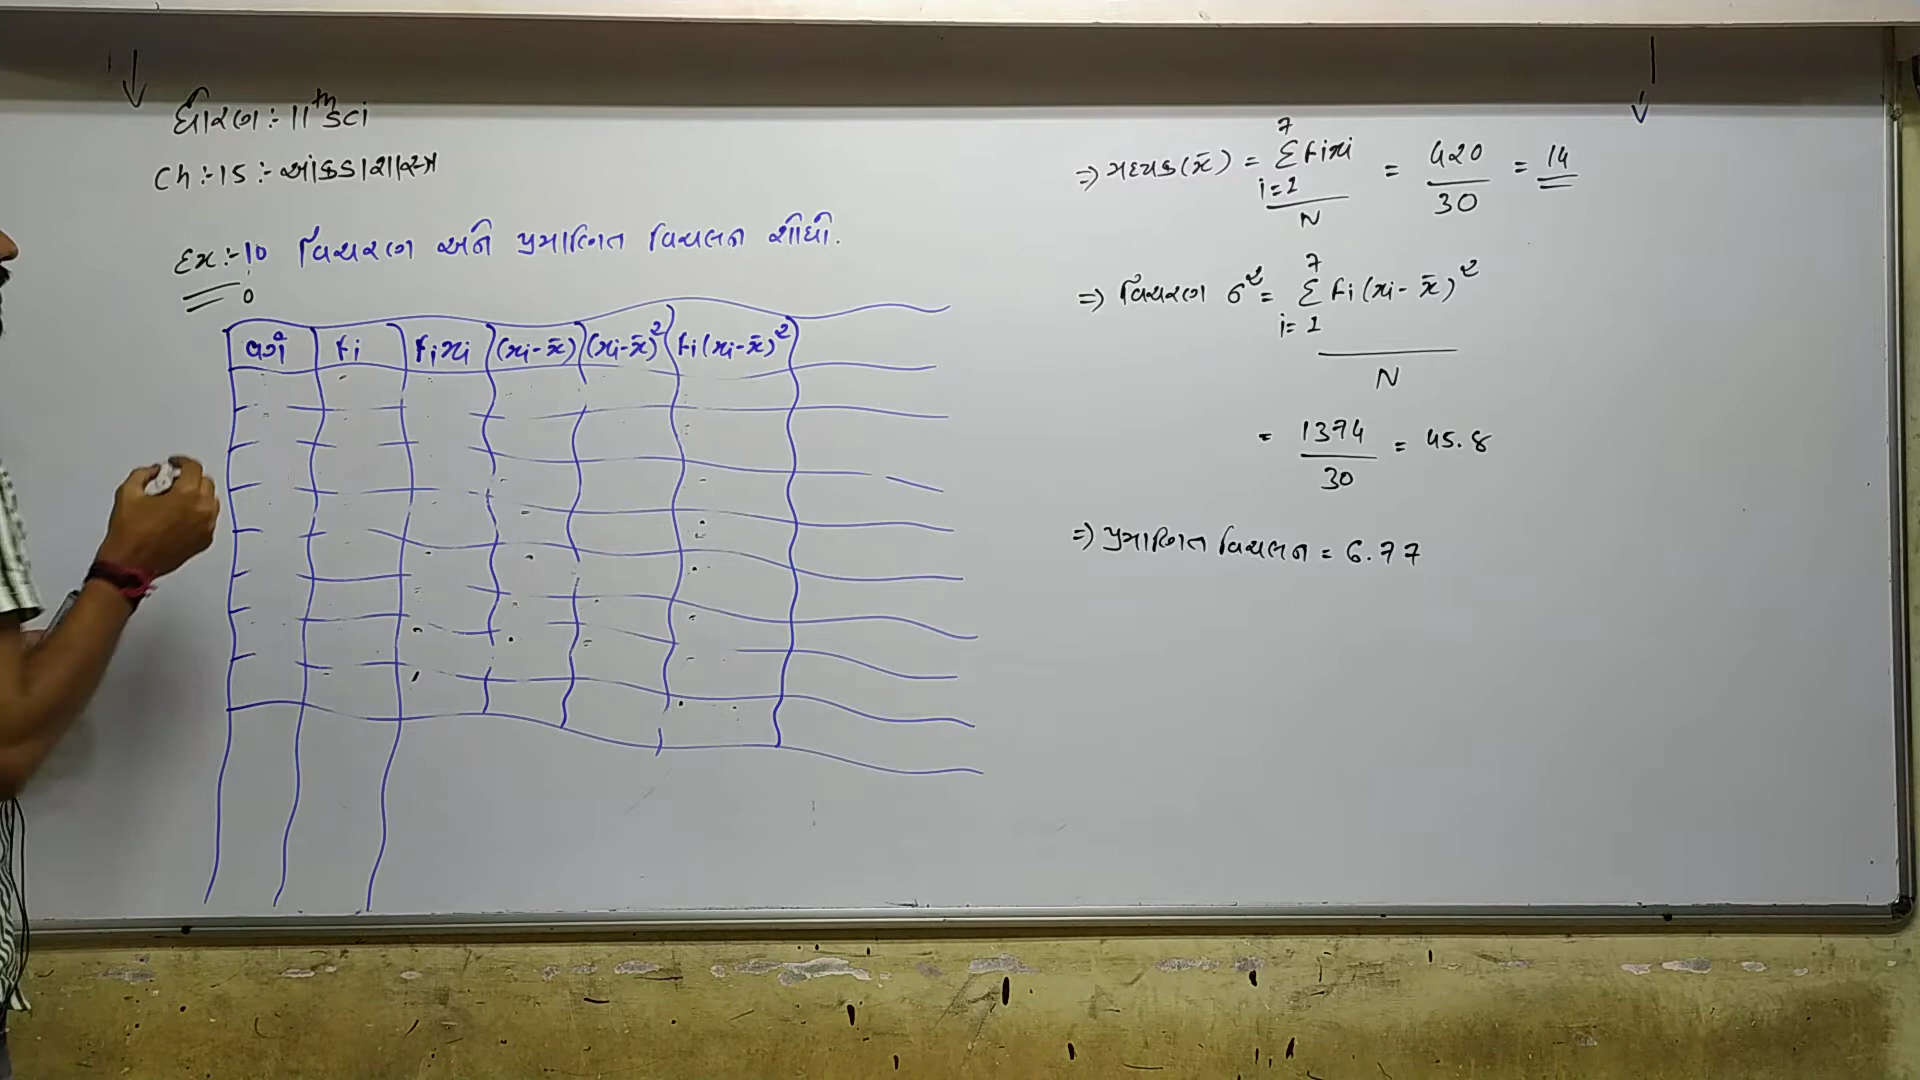 ધોરણ:- 11th sci
Ch:-15:- આંકડાશાસ્ત્ર
Ex:-10 વિચરણ અને પ્રમાણિત વિચલન શોધો.
વર્ગ fi fixi (xi-x̄) (xi-x̄)² fi(xi-x̄)²
⇒ મધ્યક(x̄) = 7 Σ i=1 fixi / N = 420/30 = 14
⇒ વિચરણ σ² = 7 Σ i=1 fi(xi-x̄)² / N
= 1374/30 = 45.8
⇒ પ્રમાણિત વિચલન = 6.77